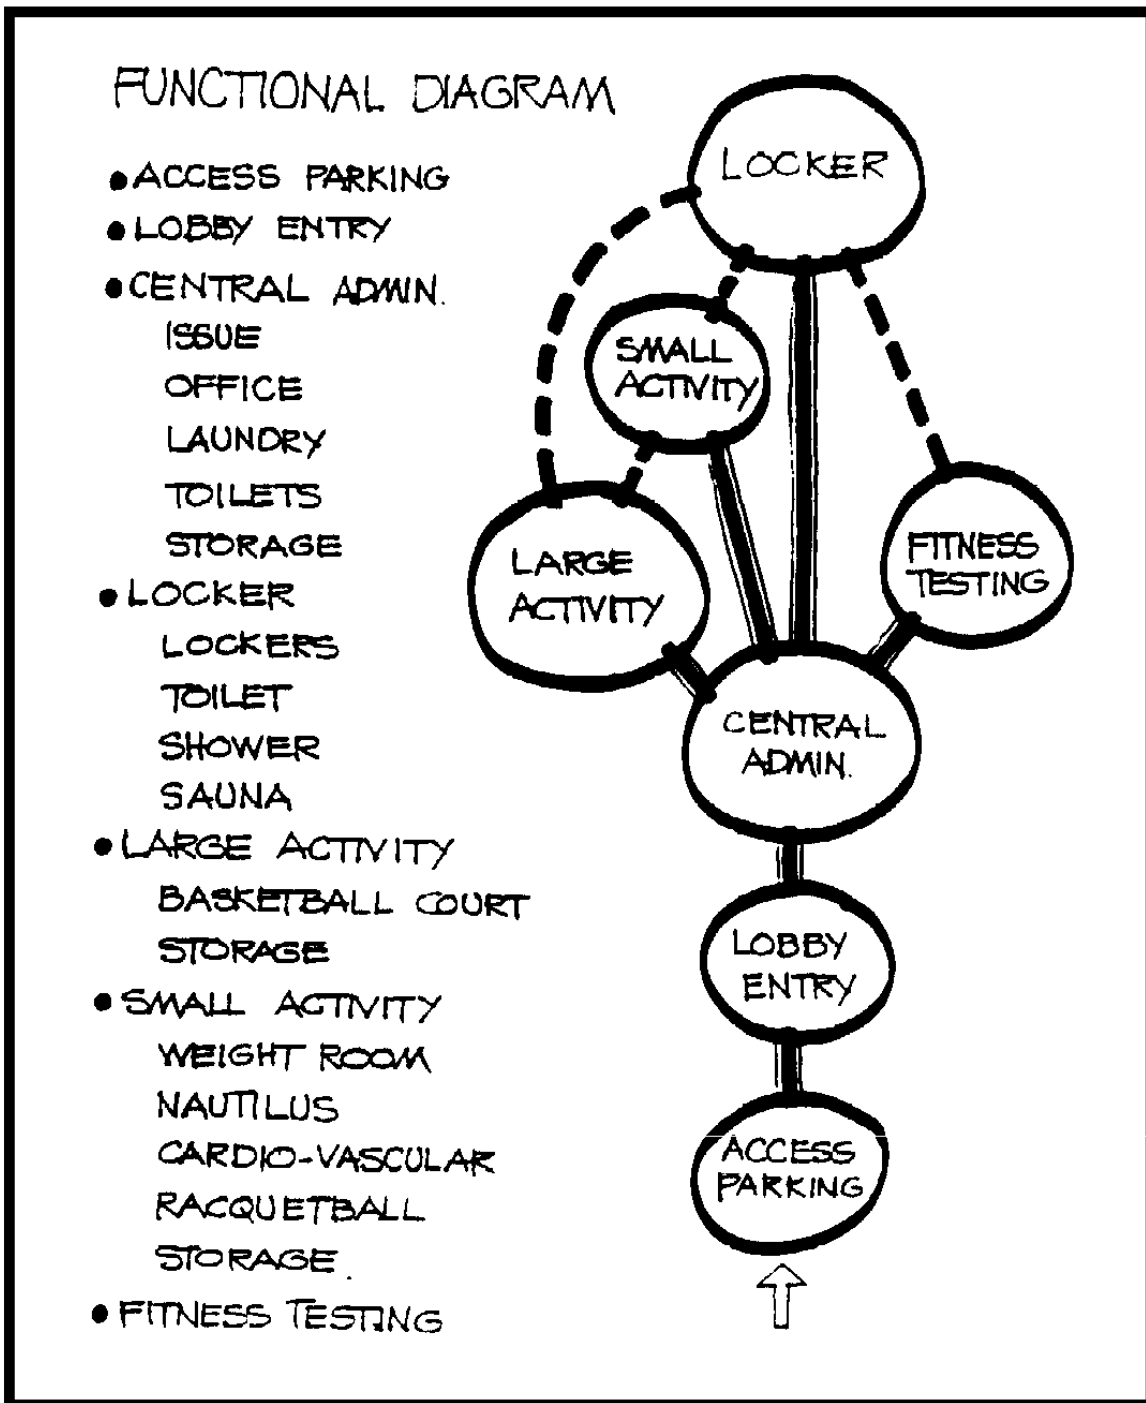 FUNCTIONAL DIAGRAM
•ACCESS PARKING
•LOBBY ENTRY
•CENTRAL ADMIN.
ISSUE
OFFICE
LAUNDRY
TOILETS
STORAGE
•LOCKER
LOCKERS
TOILET
SHOWER
SAUNA
•LARGE ACTIVITY
BASKETBALL COURT
STORAGE
•SMALL ACTIVITY
WEIGHT ROOM
NAUTILUS
CARDIO-VASCULAR
RACQUETBALL
STORAGE.
•FITNESS TESTING
LOCKER
SMALL
ACTIVITY
LARGE
ACTIVITY
FITNESS
TESTING
CENTRAL
ADMIN.
LOBBY
ENTRY
ACCESS
PARKING